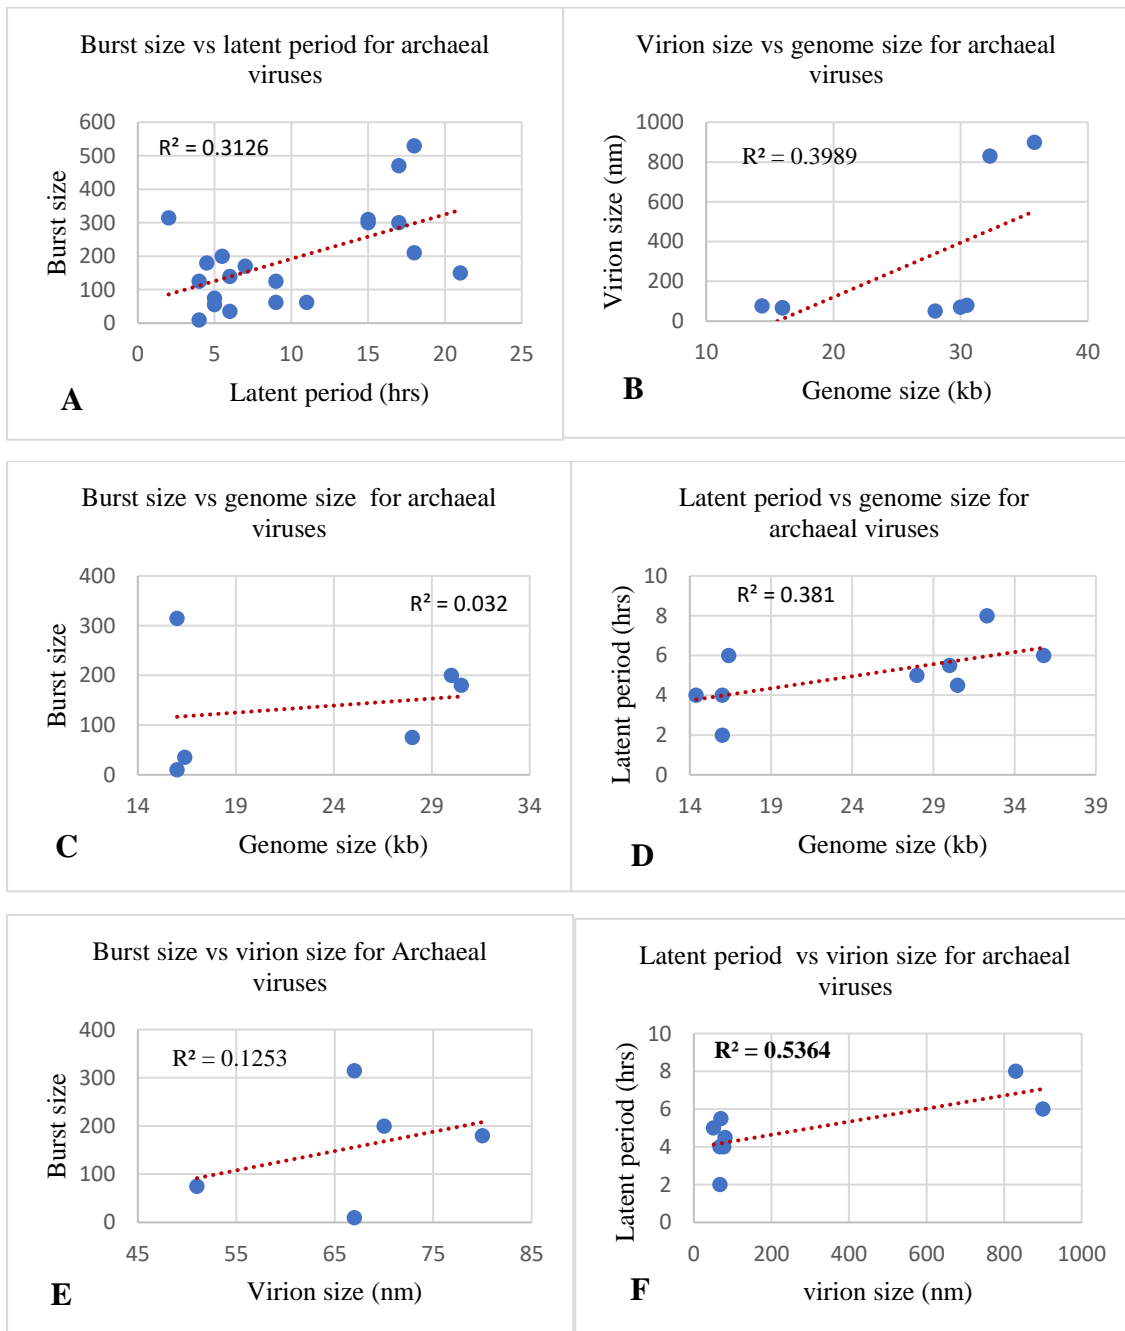 Burst size vs latent period for archaeal
viruses
R² = 0.3126
600
500
400
300
200
100
0
Burst size
0 5 10 15 20 25
Latent period (hrs)
A
Virion size vs genome size for archaeal
viruses
R² = 0.3989
1000
800
600
400
200
0
Virion size (nm)
10 20 30 40
Genome size (kb)
B
Burst size vs genome size for archaeal
viruses
R² = 0.032
400
300
200
100
0
Burst size
14 19 24 29 34
Genome size (kb)
C
Latent period vs genome size for
archaeal viruses
R² = 0.381
10
8
6
4
2
0
Latent period (hrs)
14 19 24 29 34 39
Genome size (kb)
D
Burst size vs virion size for Archaeal
viruses
R² = 0.1253
400
300
200
100
0
Burst size
45 55 65 75 85
Virion size (nm)
E
Latent period vs virion size for archaeal
viruses
R² = 0.5364
10
8
6
4
2
0
Latent period (hrs)
0 200 400 600 800 1000
virion size (nm)
F